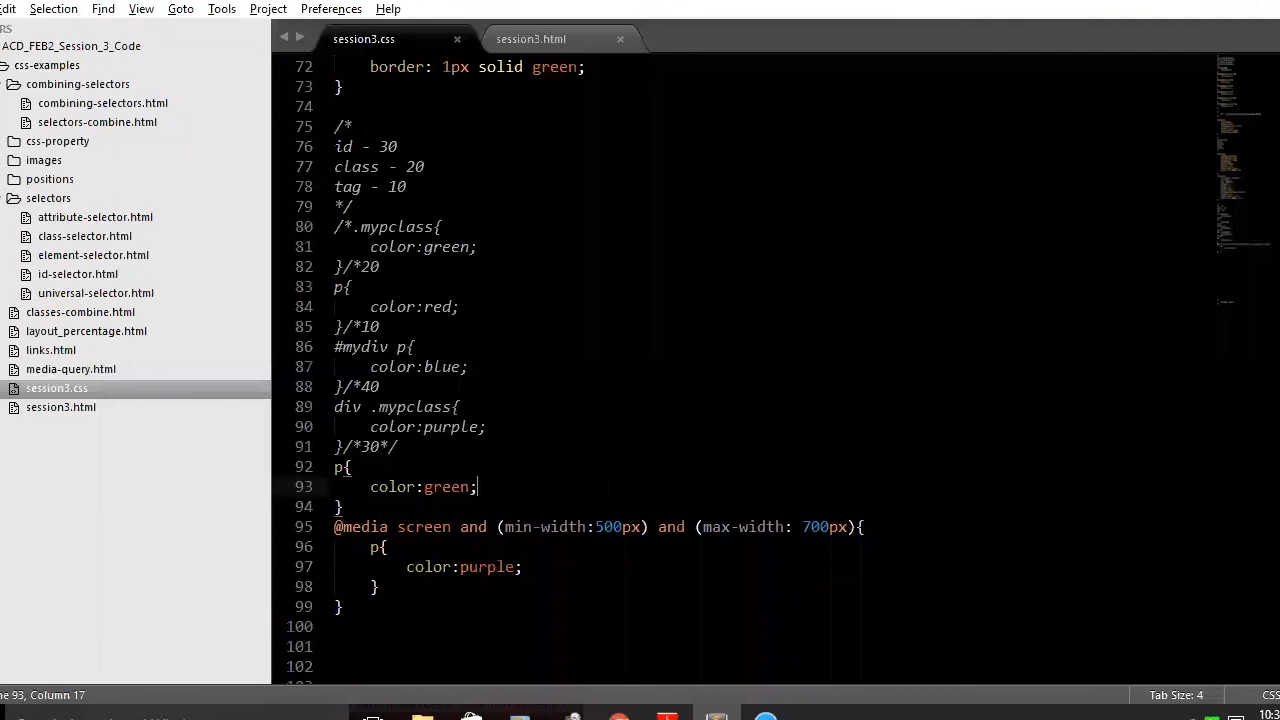 Edit Selection Find View Goto Tools Project Preferences Help
RS
ACD_FEB2_Session_3_Code
css-examples
combining-selectors
combining-selectors.html
selectors-combine.html
css-property
images
positions
selectors
attribute-selector.html
class-selector.html
element-selector.html
id-selector.html
universal-selector.html
classes-combine.html
layout_percentage.html
links.html
media-query.html
session3.css
session3.html
session3.css × session3.html ×
72 border: 1px solid green;
73 }
74
75 /*
76 id - 30
77 class - 20
78 tag - 10
79 */
80 /*.mypclass{
81 color:green;
82 }/*20
83 p{
84 color:red;
85 }/*10
86 #mydiv p{
87 color:blue;
88 }/*40
89 div .mypclass{
90 color:purple;
91 }/*30*/
92 p{
93 color:green;
94 }
95 @media screen and (min-width:500px) and (max-width: 700px){
96 p{
97 color:purple;
98 }
99 }
100
101
102
ne 93, Column 17 Tab Size: 4 CSS
10:3